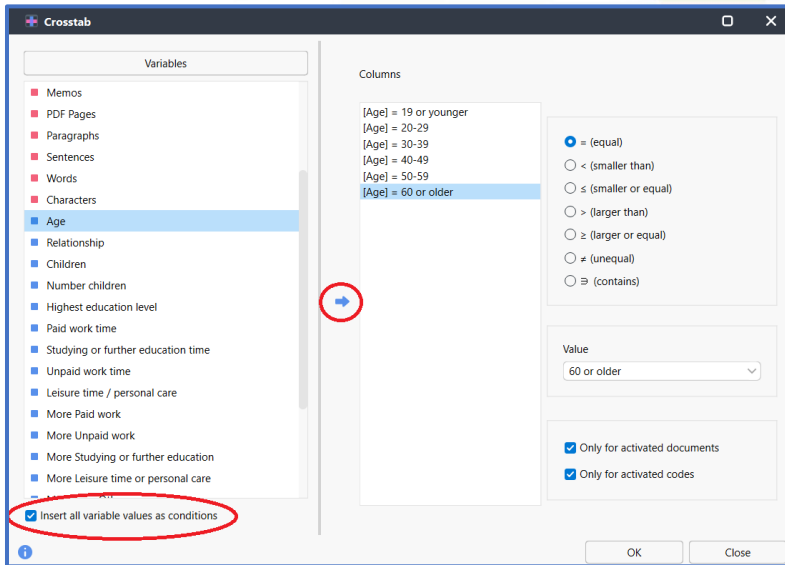 Crosstab
Variables
Memos
PDF Pages
Paragraphs
Sentences
Words
Characters
Age
Relationship
Children
Number children
Highest education level
Paid work time
Studying or further education time
Unpaid work time
Leisure time / personal care
More Paid work
More Unpaid work
More Studying or further education
More Leisure time or personal care
Insert all variable values as conditions
Columns
[Age] = 19 or younger
[Age] = 20-29
[Age] = 30-39
[Age] = 40-49
[Age] = 50-59
[Age] = 60 or older
= (equal)
< (smaller than)
≤ (smaller or equal)
> (larger than)
≥ (larger or equal)
≠ (unequal)
∋ (contains)
Value
60 or older
Only for activated documents
Only for activated codes
OK
Close